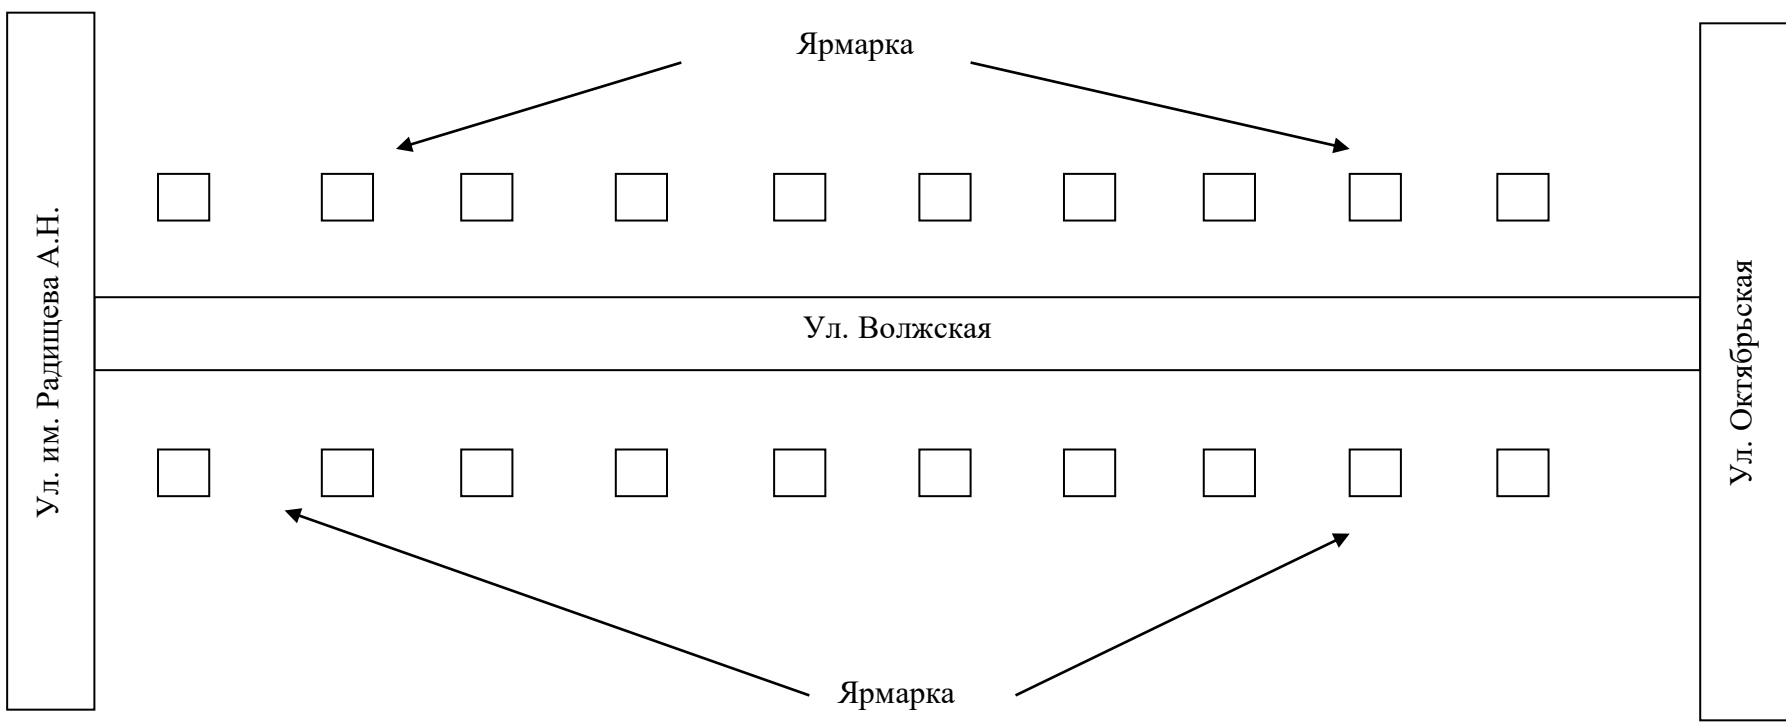 Ярмарка
Ул. им. Радищева А.Н.
Ул. Волжская
Ул. Октябрьская
Ярмарка